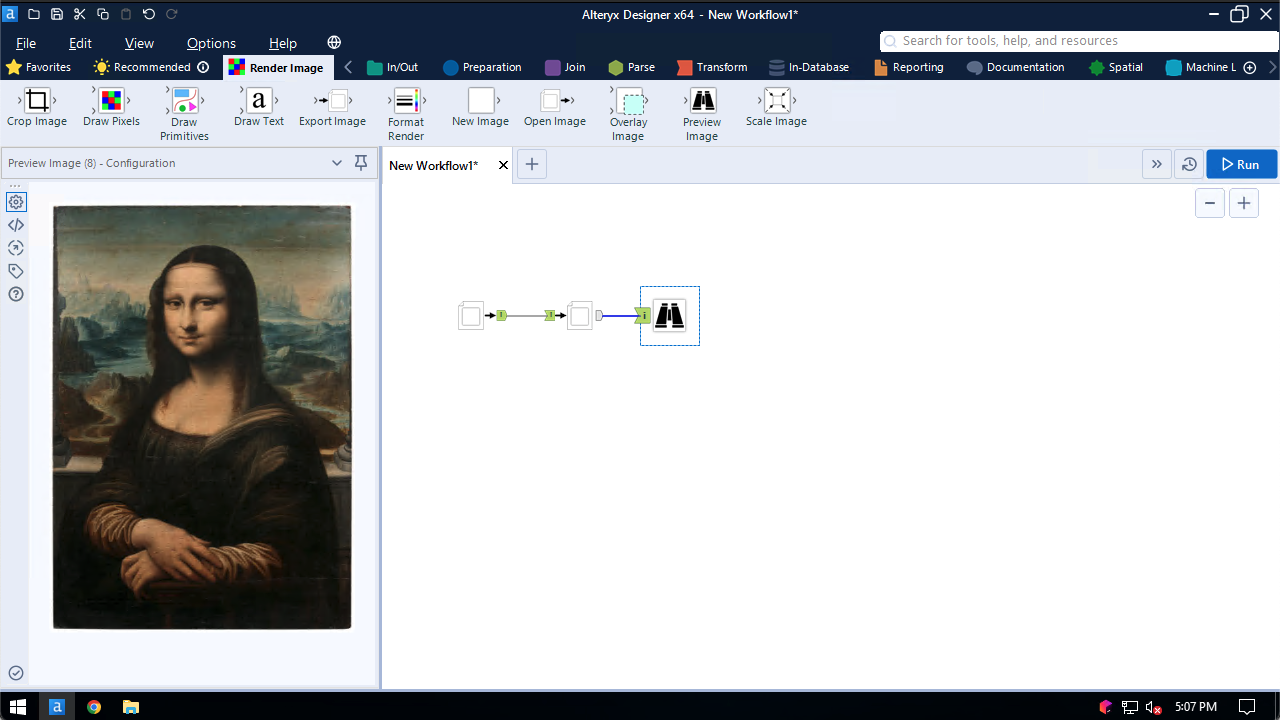 Alteryx Designer x64 - New Workflow1*
File Edit View Options Help
Search for tools, help, and resources
Favorites Recommended Render Image In/Out Preparation Join Parse Transform In-Database Reporting Documentation Spatial Machine L
Crop Image Draw Pixels Draw Primitives Draw Text Export Image Format Render New Image Open Image Overlay Image Preview Image Scale Image
Preview Image (8) - Configuration
New Workflow1*
Run
5:07 PM